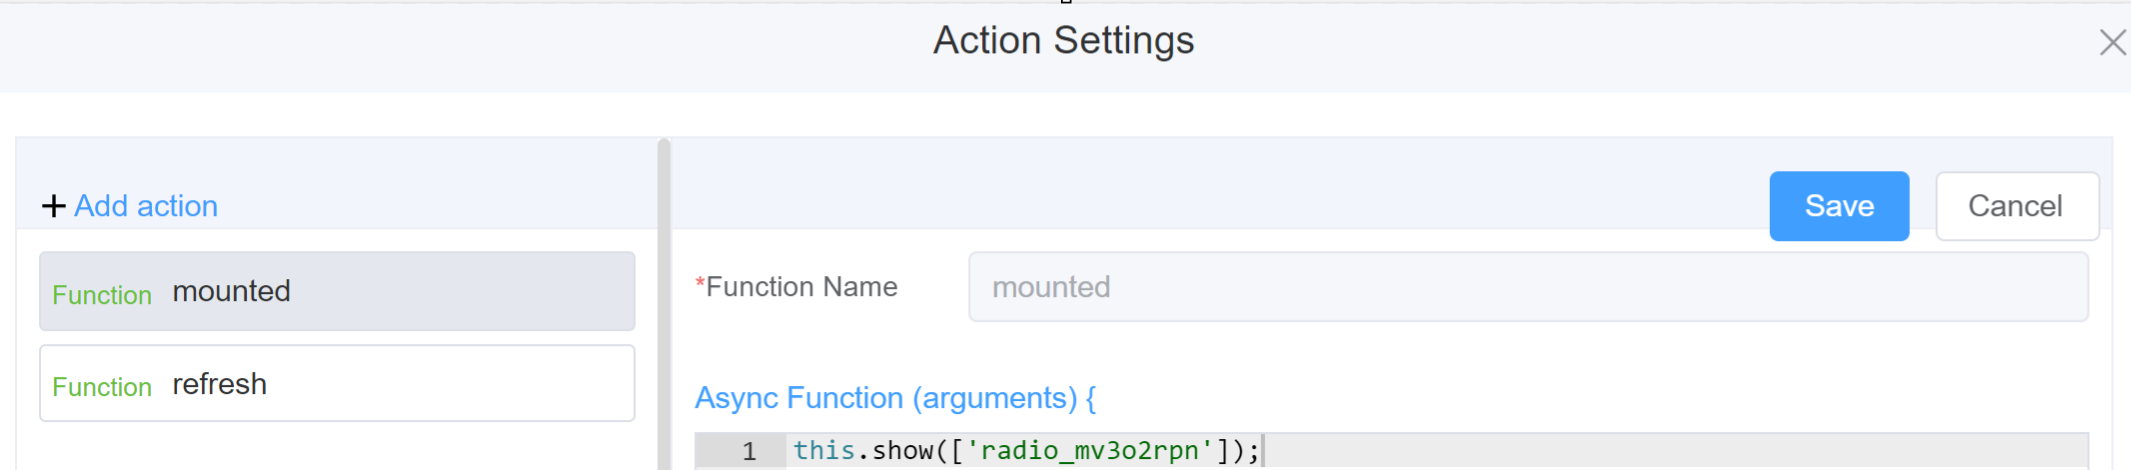 Action Settings
+ Add action
Save
Cancel
Function mounted
*Function Name
mounted
Function refresh
Async Function (arguments) {
1 this.show(['radio_mv3o2rpn']);